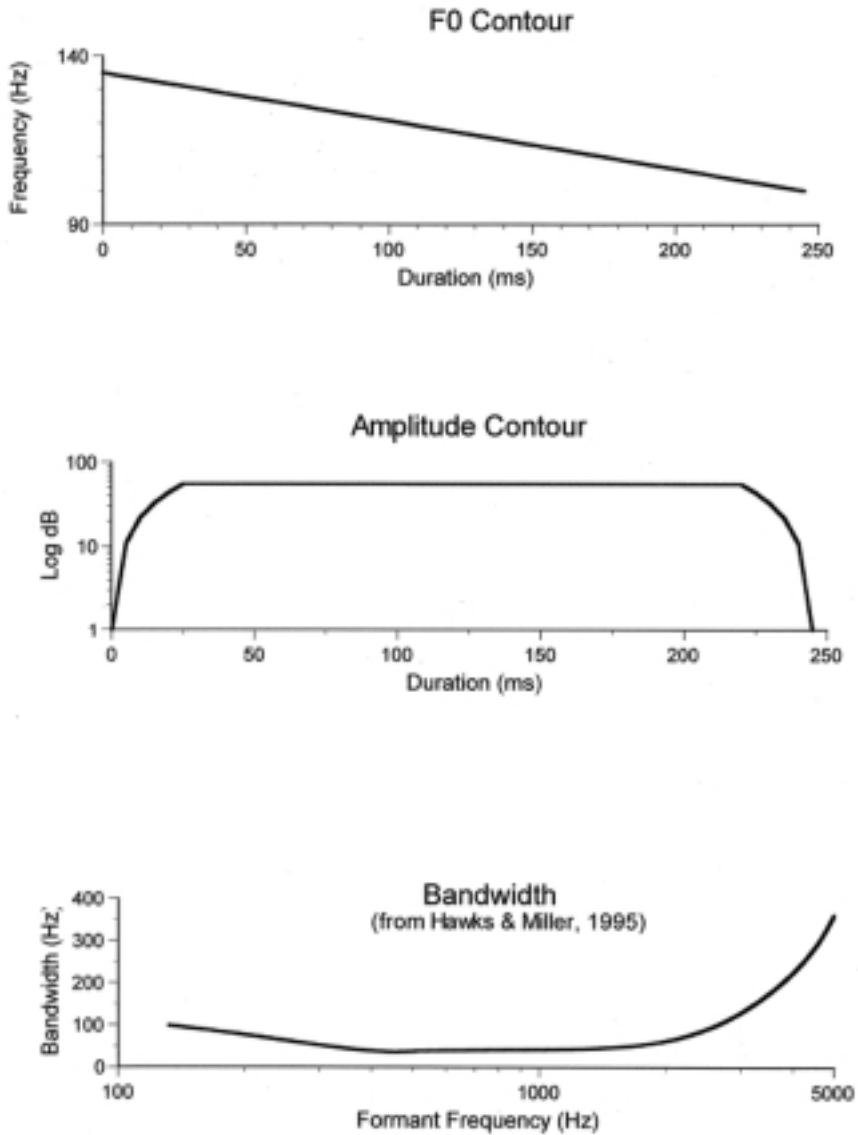 F0 Contour
140
Frequency (Hz)
90
0
50
100
150
200
250
Duration (ms)
Amplitude Contour
100
Log dB
10
1
0
50
100
150
200
250
Duration (ms)
Bandwidth
(from Hawks & Miller, 1995)
400
300
Bandwidth (Hz)
200
100
0
100
1000
5000
Formant Frequency (Hz)